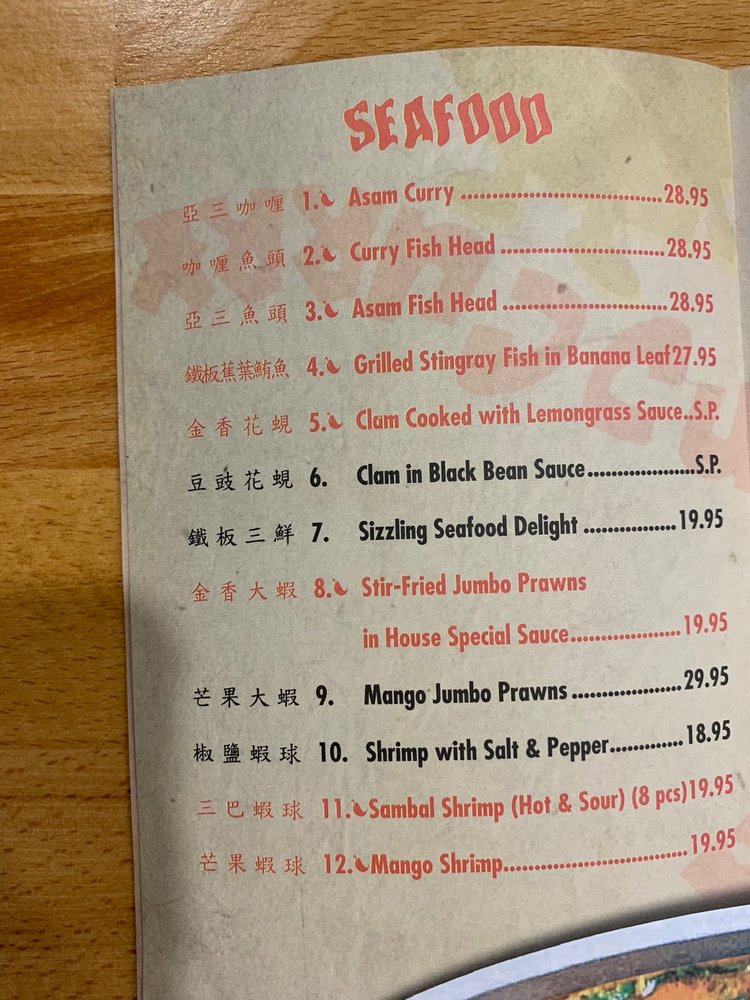 SEAFOOD
亞三咖喱 1. Asam Curry ........................................ 28.95
咖喱魚頭 2. Curry Fish Head ................................. 28.95
亞三魚頭 3. Asam Fish Head ................................. 28.95
鐵板蕉葉鮪魚 4. Grilled Stingray Fish in Banana Leaf 27.95
金香花蜆 5. Clam Cooked with Lemongrass Sauce..S.P.
豆豉花蜆 6. Clam in Black Bean Sauce...................S.P.
鐵板三鮮 7. Sizzling Seafood Delight ................19.95
金香大蝦 8. Stir-Fried Jumbo Prawns
in House Special Sauce....................19.95
芒果大蝦 9. Mango Jumbo Prawns ....................29.95
椒鹽蝦球 10. Shrimp with Salt & Pepper.............18.95
三巴蝦球 11. Sambal Shrimp (Hot & Sour) (8 pcs)19.95
芒果蝦球 12. Mango Shrimp.................................19.95